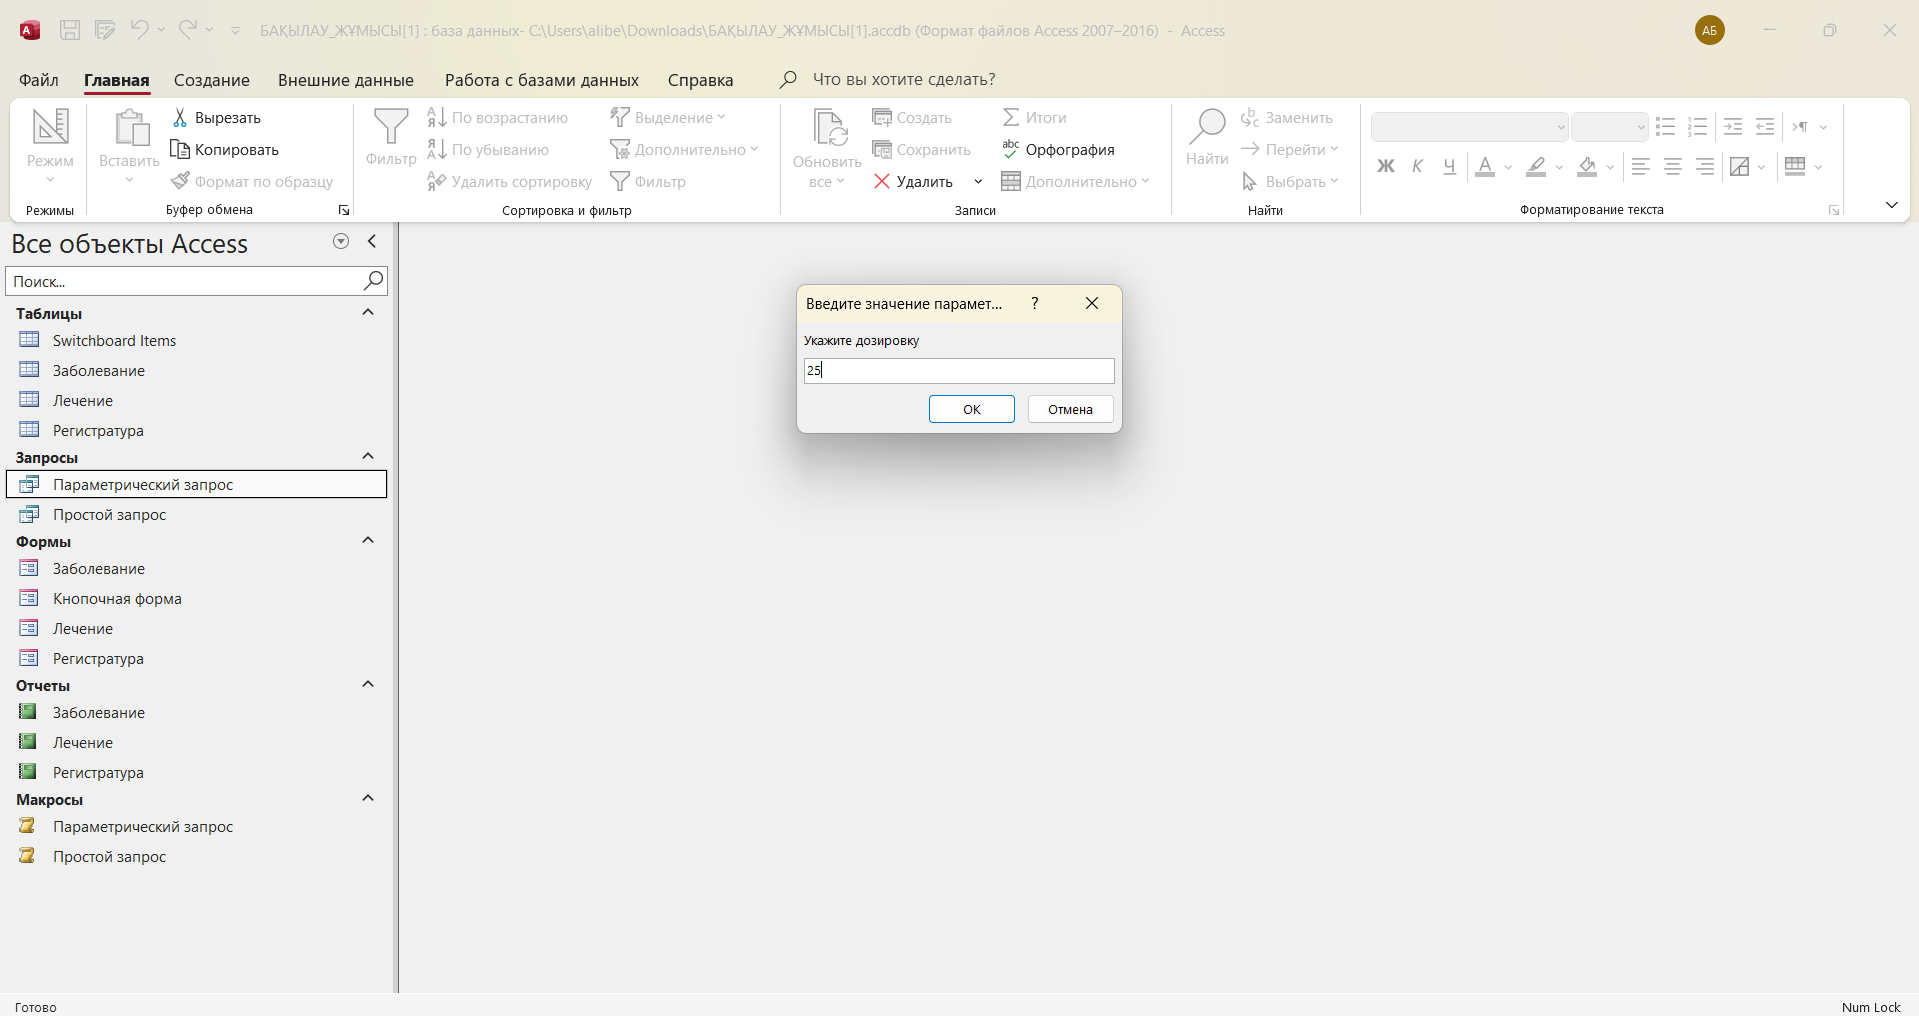 БАҚЫЛАУ_ЖҰМЫСЫ[1] : база данных- C:\Users\alibe\Downloads\БАҚЫЛАУ_ЖҰМЫСЫ[1].accdb (Формат файлов Access 2007–2016) - Access
АБ
Файл Главная Создание Внешние данные Работа с базами данных Справка Что вы хотите сделать?
Режим
Режимы
Вставить
Вырезать
Копировать
Формат по образцу
Буфер обмена
Фильтр
По возрастанию
По убыванию
Удалить сортировку
Выделение
Дополнительно
Фильтр
Сортировка и фильтр
Обновить
все
Создать
Сохранить
Удалить
Итоги
Орфография
Дополнительно
Записи
Найти
Заменить
Перейти
Выбрать
Найти
Ж К Ч А
Форматирование текста
Все объекты Access
Поиск...
Таблицы
Switchboard Items
Заболевание
Лечение
Регистратура
Запросы
Параметрический запрос
Простой запрос
Формы
Заболевание
Кнопочная форма
Лечение
Регистратура
Отчеты
Заболевание
Лечение
Регистратура
Макросы
Параметрический запрос
Простой запрос
Введите значение парамет... ?
Укажите дозировку
25
ОК Отмена
Готово
Num Lock